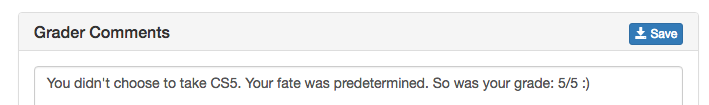 Grader Comments
Save
You didn't choose to take CS5. Your fate was predetermined. So was your grade: 5/5 :)